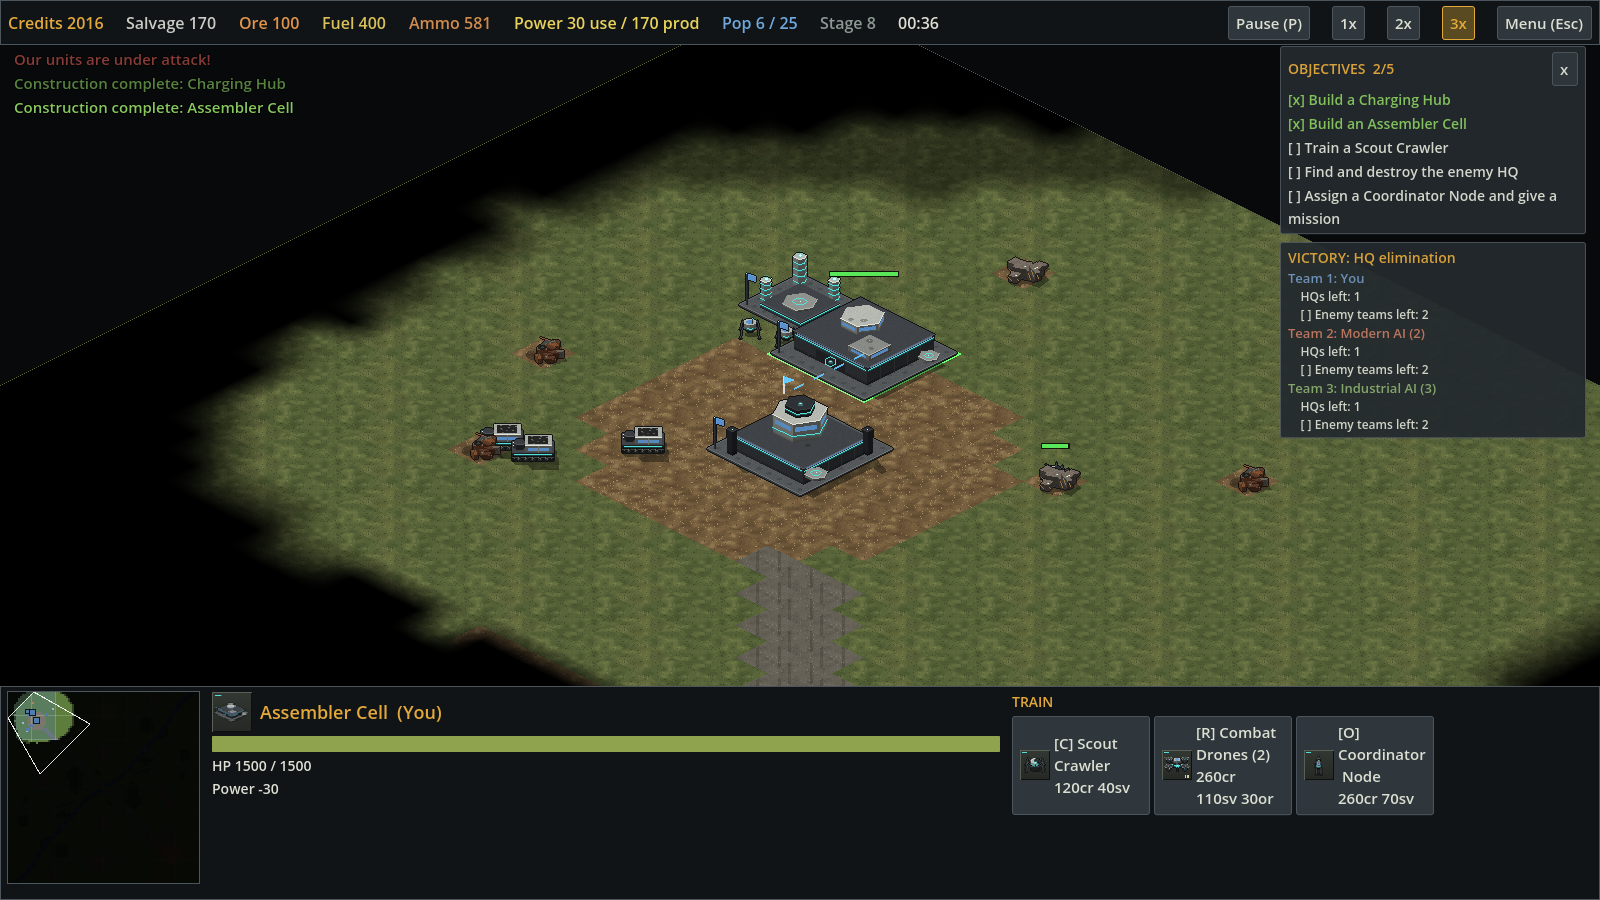 Credits 2016 Salvage 170 Ore 100 Fuel 400 Ammo 581 Power 30 use / 170 prod Pop 6 / 25 Stage 8 00:36 Pause (P) 1x 2x 3x Menu (Esc)
Our units are under attack!
Construction complete: Charging Hub
Construction complete: Assembler Cell
OBJECTIVES 2/5 x
[x] Build a Charging Hub
[x] Build an Assembler Cell
[ ] Train a Scout Crawler
[ ] Find and destroy the enemy HQ
[ ] Assign a Coordinator Node and give a
mission
VICTORY: HQ elimination
Team 1: You
HQs left: 1
[ ] Enemy teams left: 2
Team 2: Modern AI (2)
HQs left: 1
[ ] Enemy teams left: 2
Team 3: Industrial AI (3)
HQs left: 1
[ ] Enemy teams left: 2
Assembler Cell (You)
HP 1500 / 1500
Power -30
TRAIN
[C] Scout
Crawler
120cr 40sv
[R] Combat
Drones (2)
260cr
110sv 30or
[O]
Coordinator
Node
260cr 70sv